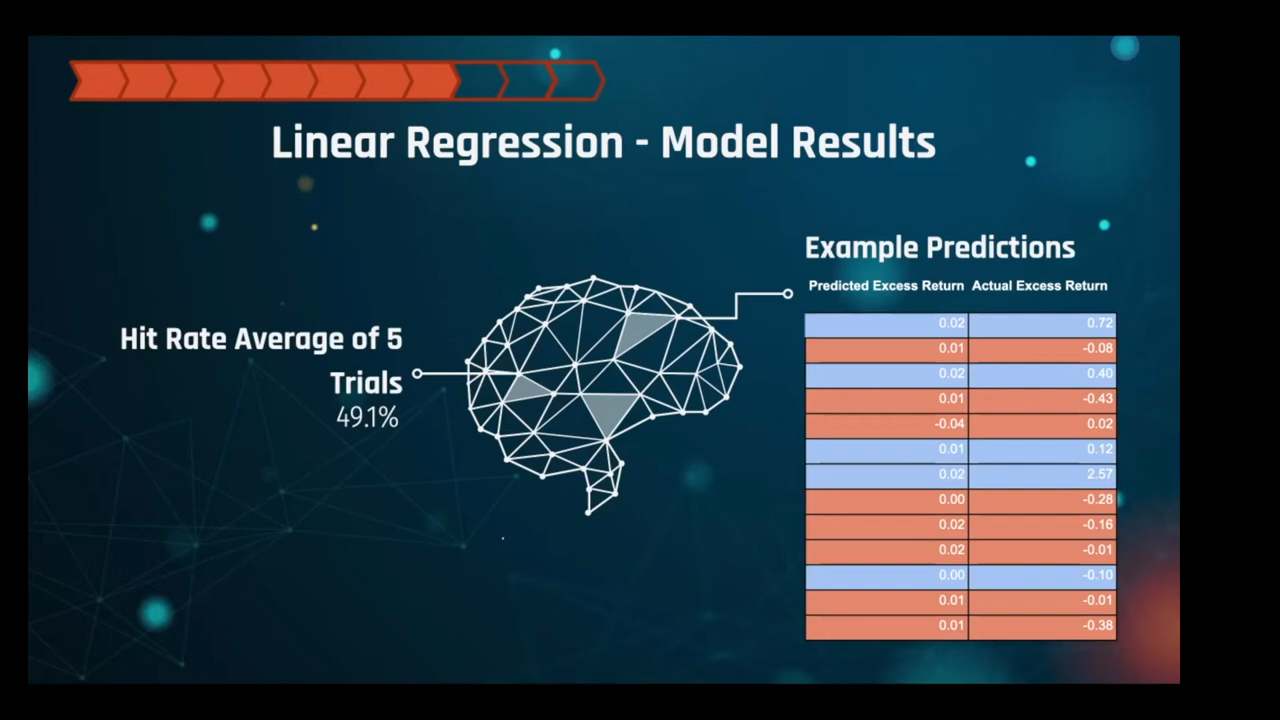 Linear Regression - Model Results
Hit Rate Average of 5
Trials
49.1%
Example Predictions
Predicted Excess Return Actual Excess Return
0.02 0.72
0.01 -0.08
0.02 0.40
0.01 -0.43
-0.04 0.02
0.01 0.12
0.02 2.57
0.00 -0.28
0.02 -0.16
0.02 -0.01
0.00 -0.10
0.01 -0.01
0.01 -0.38